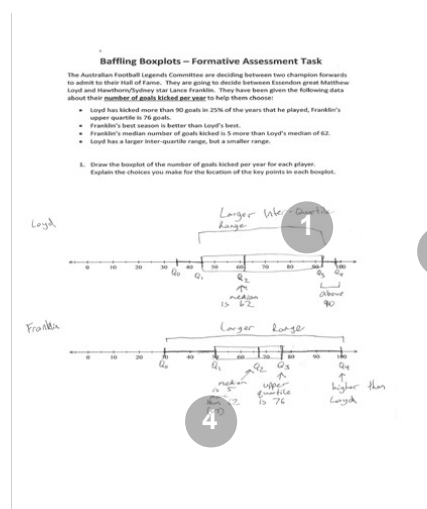 Baffling Boxplots – Formative Assessment Task
The Australian Football Legends Committee are deciding between two champion forwards
to admit to their Hall of Fame. They are going to decide between Essendon great Matthew
Loyd and Hawthorn/Sydney star Lance Franklin. They have been given the following data
about their number of goals kicked per year to help them choose:
• Loyd has kicked more than 90 goals in 25% of the years that he played, Franklin's
upper quartile is 76 goals.
• Franklin's best season is better than Loyd's best.
• Franklin's median number of goals kicked is 5 more than Loyd's median of 62.
• Loyd has a larger inter-quartile range, but a smaller range.
1. Draw the boxplot of the number of goals kicked per year for each player.
Explain the choices you make for the location of the key points in each boxplot.
Larger Inter-Quartile
Range
1
Loyd
0 10 20 30 40 50 60 70 80 90 100
Q0 Q1 Q2 Q3 Q4
median
is 62
above
90
Franklin
Larger Range
0 10 20 30 40 50 60 70 80 90 100
Q0 Q1 Q2 Q3 Q4
median
is 5
upper
quartile
is 76
higher than
Loyd
4